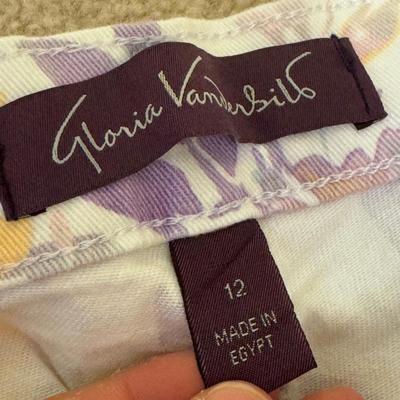 Gloria Vanderbilt
12
MADE IN
EGYPT